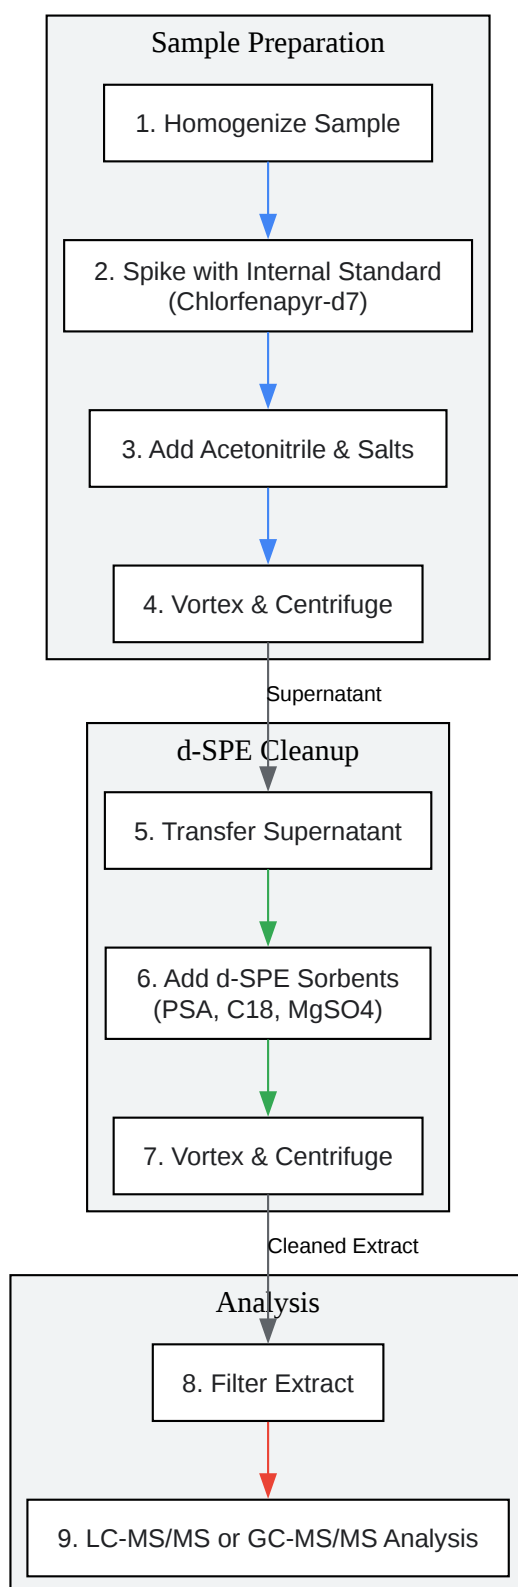 Sample Preparation
1. Homogenize Sample
2. Spike with Internal Standard
(Chlorfenapyr-d7)
3. Add Acetonitrile & Salts
4. Vortex & Centrifuge
Supernatant
d-SPE Cleanup
5. Transfer Supernatant
6. Add d-SPE Sorbents
(PSA, C18, MgSO4)
7. Vortex & Centrifuge
Cleaned Extract
Analysis
8. Filter Extract
9. LC-MS/MS or GC-MS/MS Analysis